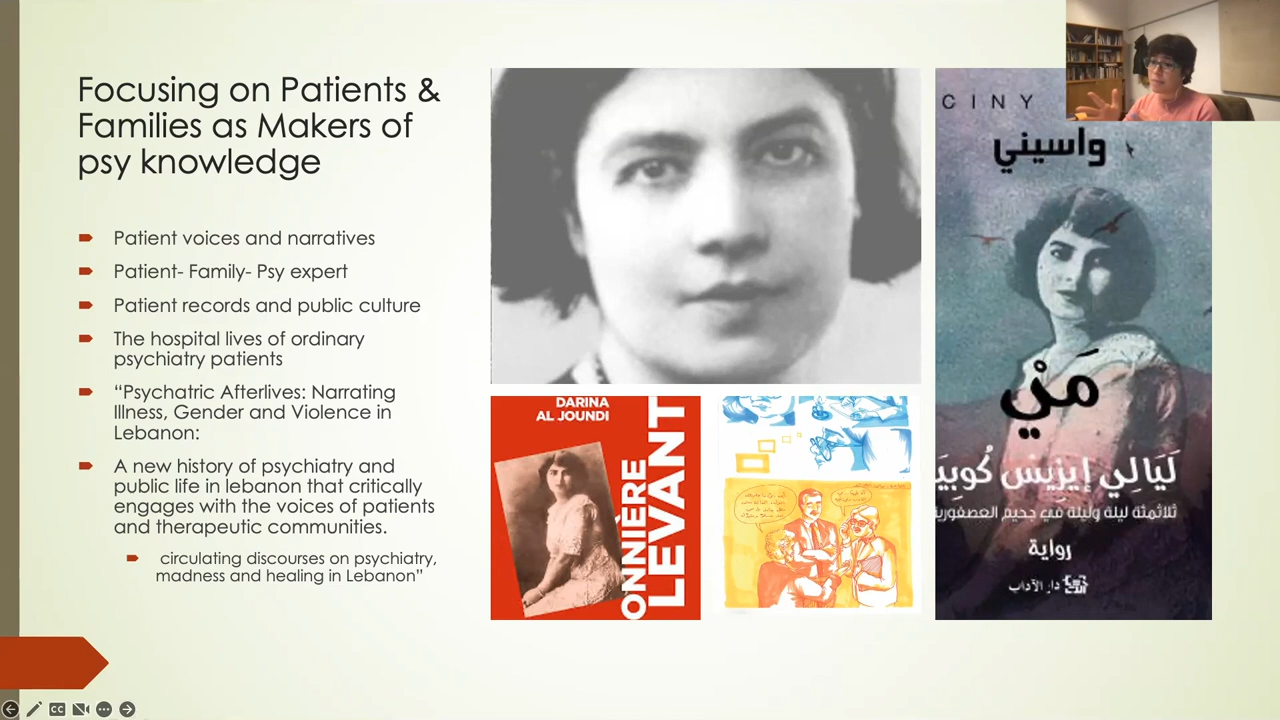 Focusing on Patients &
Families as Makers of
psy knowledge
Patient voices and narratives
Patient- Family- Psy expert
Patient records and public culture
The hospital lives of ordinary
psychiatry patients
“Psychatric Afterlives: Narrating
Illness, Gender and Violence in
Lebanon:
A new history of psychiatry and
public life in lebanon that critically
engages with the voices of patients
and therapeutic communities.
circulating discourses on psychiatry,
madness and healing in Lebanon”
DARINA
AL JOUNDI
ONNIÈRE
LEVANT
CINY
واسيني
مَيْ
لَيَالِي إيزِيس كُوبِيَا
ثلاثمئة ليلة وليلة في جحيم العصفورية
رواية
دار الآداب
CC